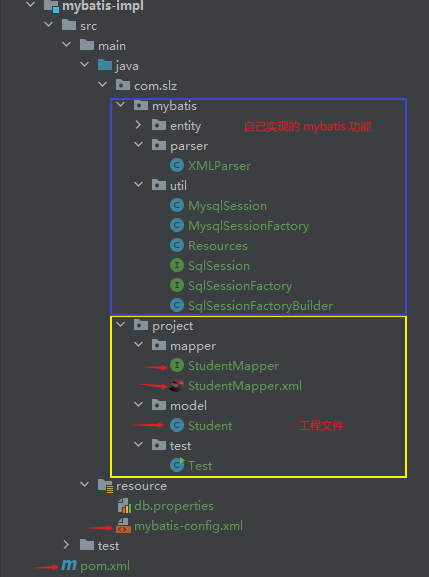 mybatis-impl
src
main
java
com.slz
mybatis
entity 自己实现的 mybatis 功能
parser
XMLParser
util
MysqlSession
MysqlSessionFactory
Resources
SqlSession
SqlSessionFactory
SqlSessionFactoryBuilder
project
mapper
StudentMapper
StudentMapper.xml
model
Student 工程文件
test
Test
resource
db.properties
mybatis-config.xml
test
pom.xml